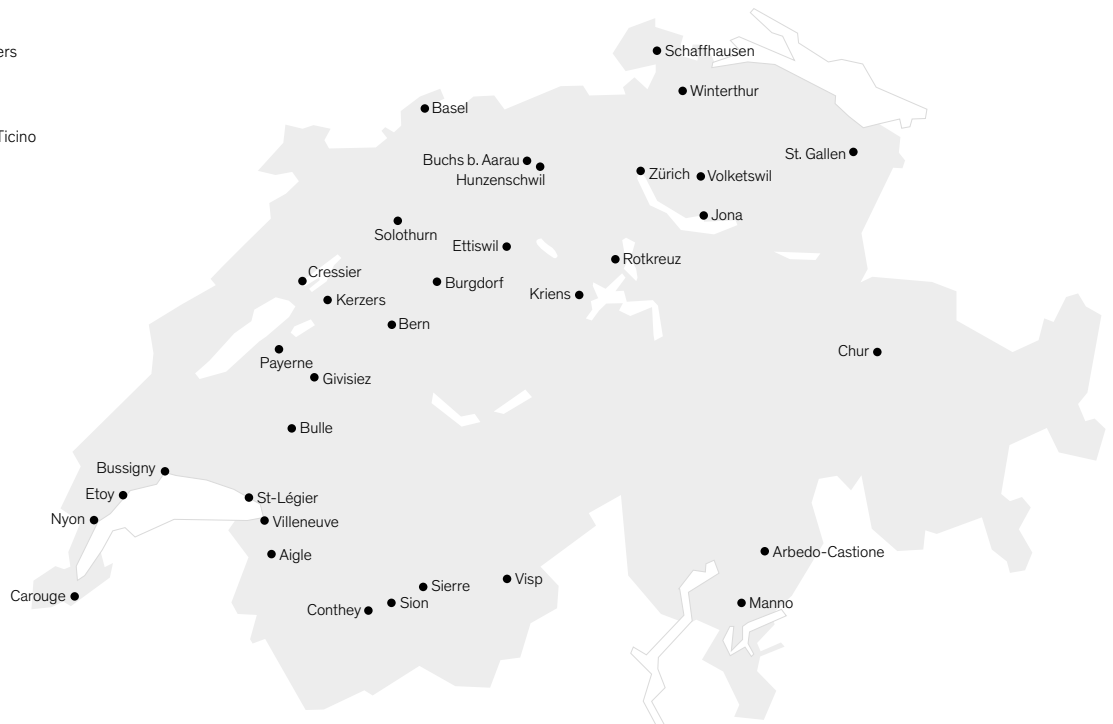 ers
Schaffhausen
Winterthur
Basel
Ticino
St. Gallen
Buchs b. Aarau
Hunzenschwil
Zürich
Volketswil
Jona
Solothurn
Ettiswil
Rotkreuz
Cressier
Burgdorf
Kriens
Kerzers
Bern
Chur
Payerne
Givisiez
Bulle
Bussigny
Etoy
St-Légier
Nyon
Villeneuve
Aigle
Arbedo-Castione
Visp
Sierre
Carouge
Sion
Manno
Conthey